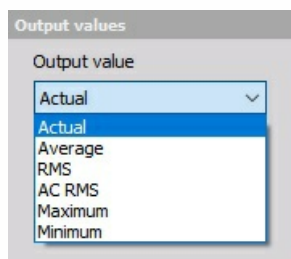 Output values
Output value
Actual
Actual
Average
RMS
AC RMS
Maximum
Minimum